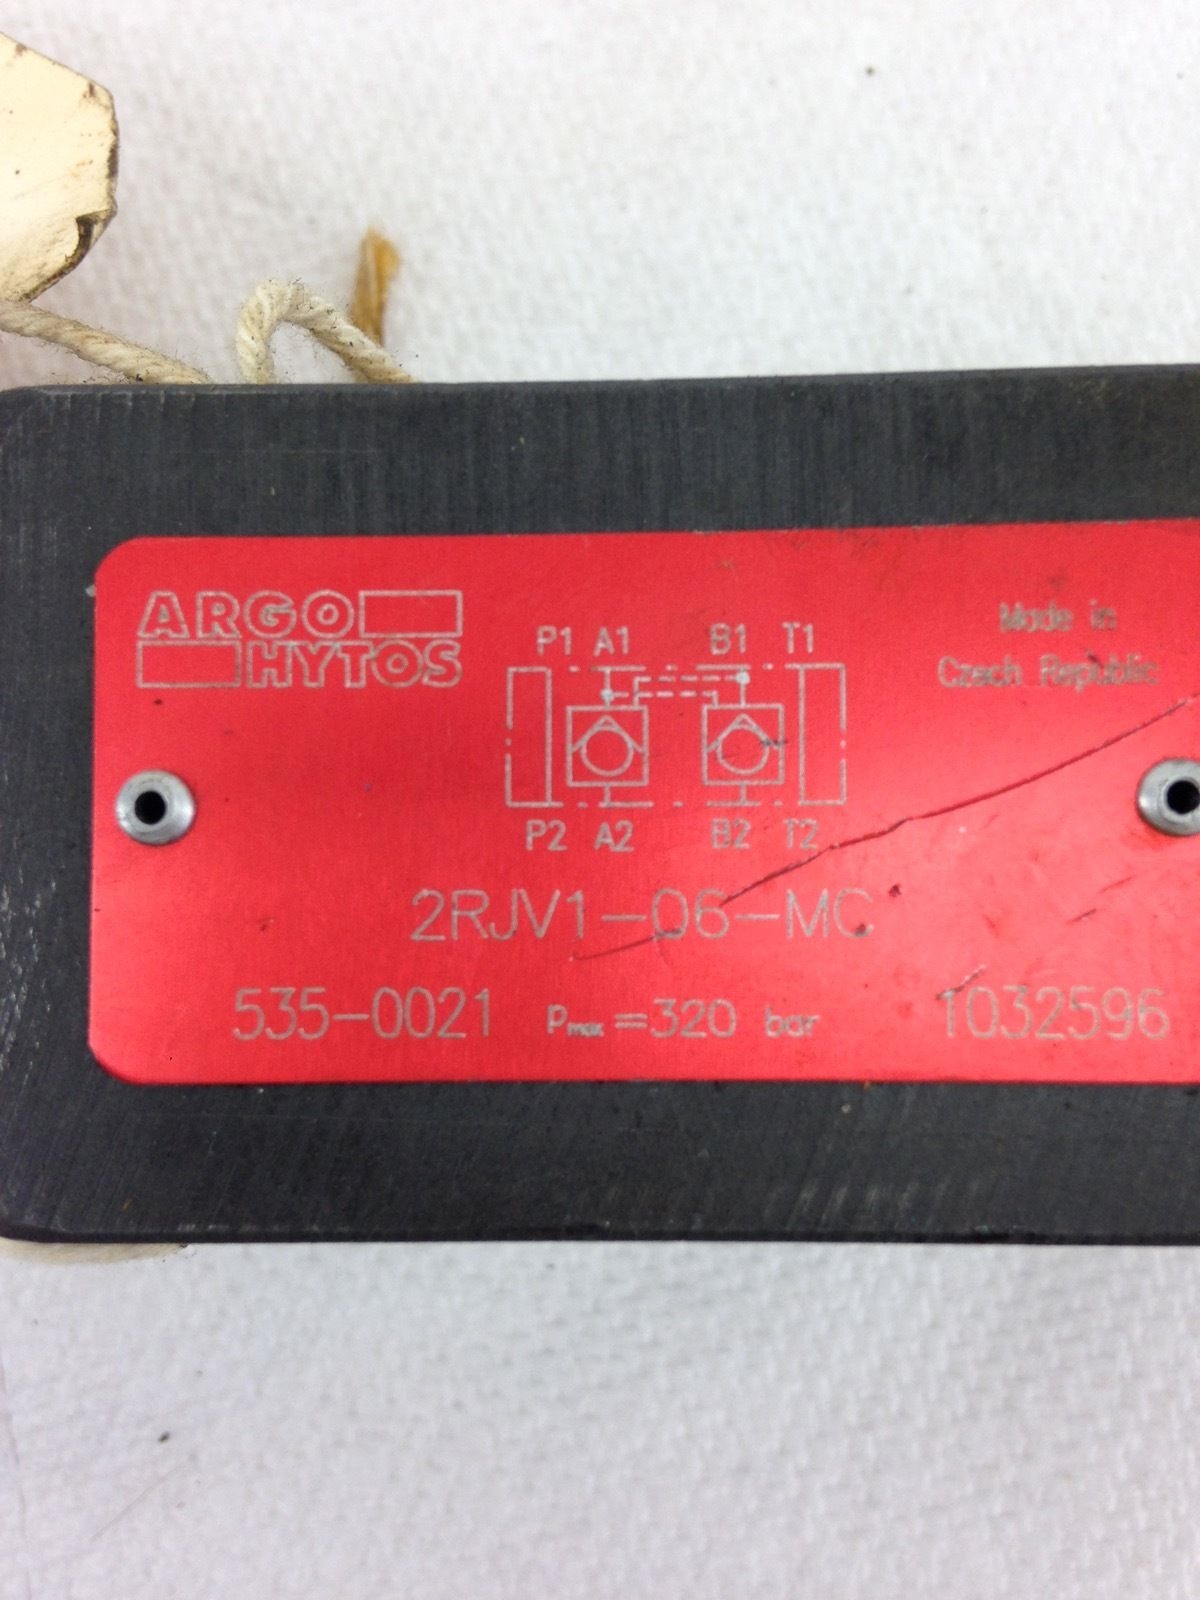 ARGO
HYTOS
P1 A1 B1 T1
Made in
Czech Republic
P2 A2 B2 T2
2RJV1-06-MC
535-0021 pmax=320 bar 1032596